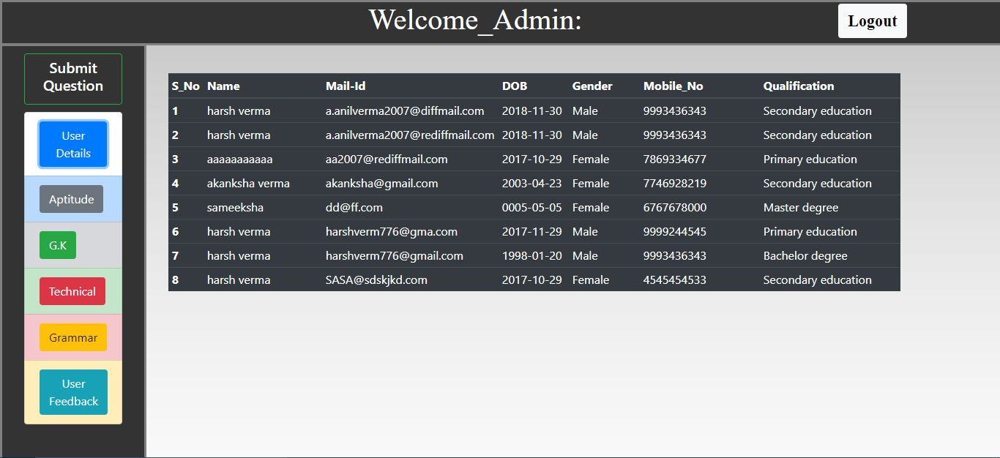 Welcome_Admin:
Logout
Submit
Question
User
Details
Aptitude
G.K
Technical
Grammar
User
Feedback
S_No Name Mail-Id DOB Gender Mobile_No Qualification
1 harsh verma a.anilverma2007@diffmail.com 2018-11-30 Male 9993436343 Secondary education
2 harsh verma a.anilverma2007@rediffmail.com 2018-11-30 Male 9993436343 Secondary education
3 aaaaaaaaaaa aa2007@rediffmail.com 2017-10-29 Female 7869334677 Primary education
4 akanksha verma akanksha@gmail.com 2003-04-23 Female 7746928219 Secondary education
5 sameeksha dd@ff.com 0005-05-05 Female 6767678000 Master degree
6 harsh verma harshverm776@gma.com 2017-11-29 Male 9999244545 Primary education
7 harsh verma harshverm776@gmail.com 1998-01-20 Male 9993436343 Bachelor degree
8 harsh verma SASA@sdskjkd.com 2017-10-29 Female 4545454533 Secondary education